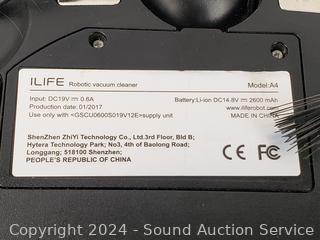 ILIFE Robotic vacuum cleaner Model:A4
Input: DC19V ⎓ 0.6A Battery:Li-ion DC14.8V ⎓ 2600 mAh
Production date: 01/2017 www.iliferobot.com
Use only with <GSCU0600S019V12E>supply unit MADE IN CHINA
ShenZhen ZhiYi Technology Co., Ltd.3rd Floor, Bld B;
Hytera Technology Park; No3, 4th of Baolong Road;
Longgang; 518100 Shenzhen;
PEOPLE'S REPUBLIC OF CHINA
CE FC
Copyright 2024 - Sound Auction Service